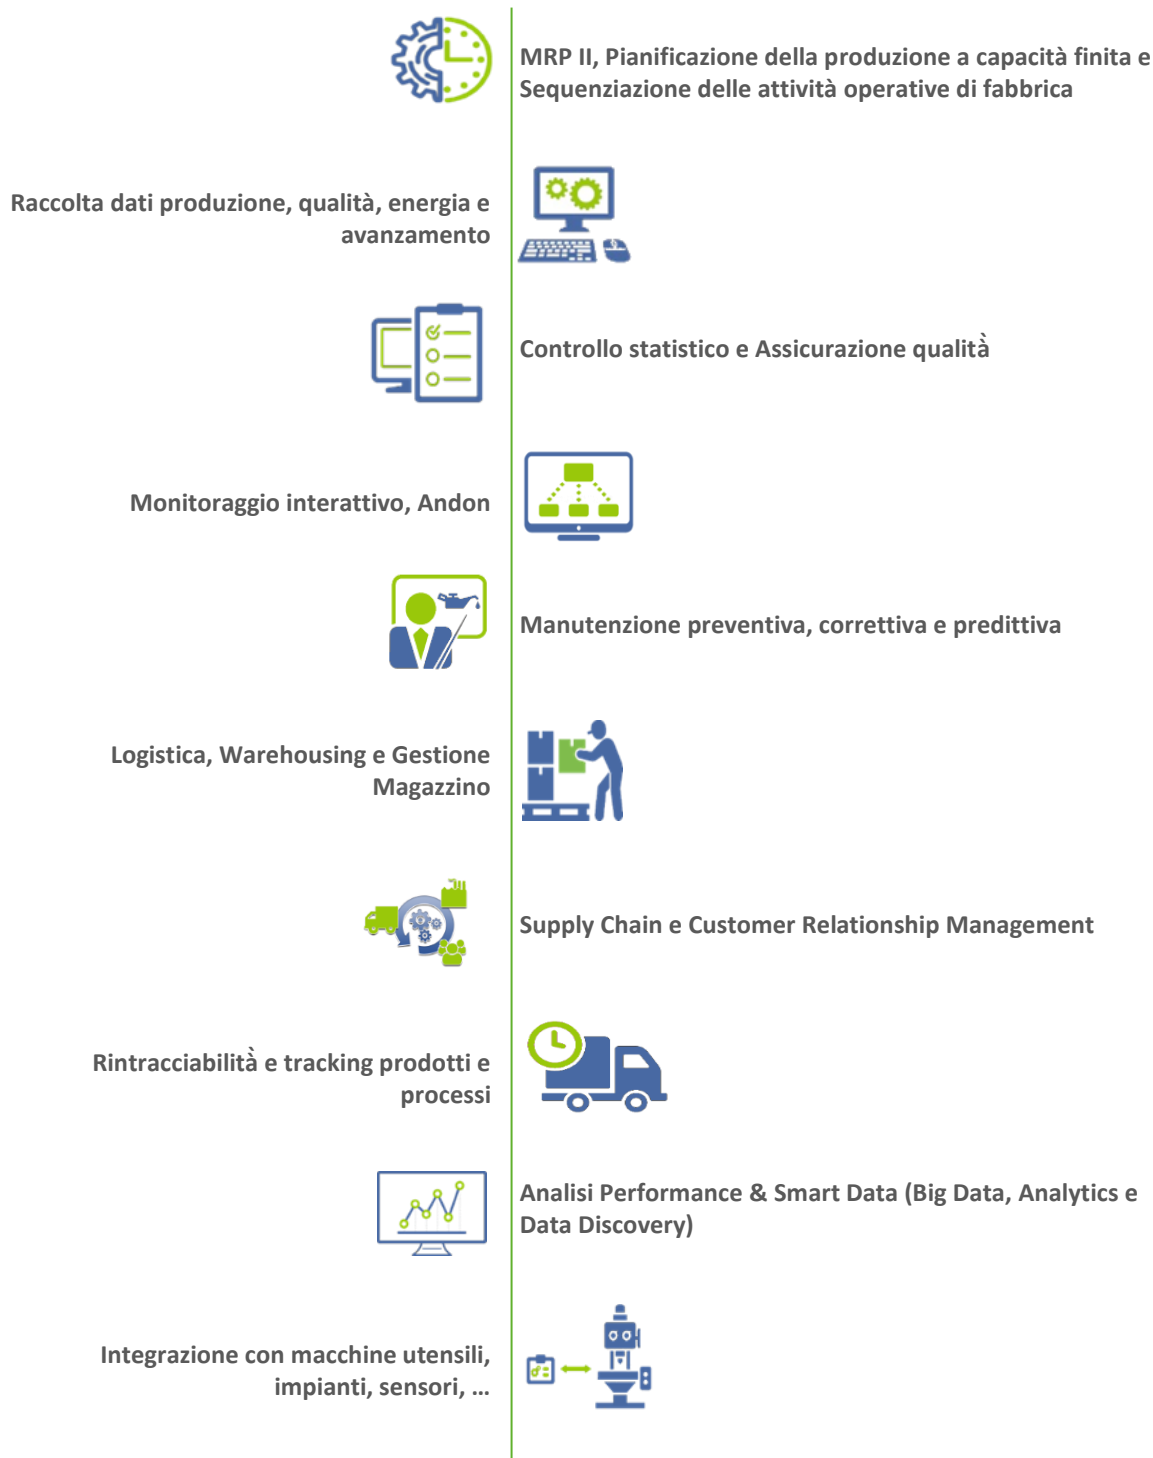 MRP II, Pianificazione della produzione a capacità finita e
Sequenziazione delle attività operative di fabbrica
Raccolta dati produzione, qualità, energia e
avanzamento
Controllo statistico e Assicurazione qualità
Monitoraggio interattivo, Andon
Manutenzione preventiva, correttiva e predittiva
Logistica, Warehousing e Gestione
Magazzino
Supply Chain e Customer Relationship Management
Rintracciabilità e tracking prodotti e
processi
Analisi Performance & Smart Data (Big Data, Analytics e
Data Discovery)
Integrazione con macchine utensili,
impianti, sensori, …